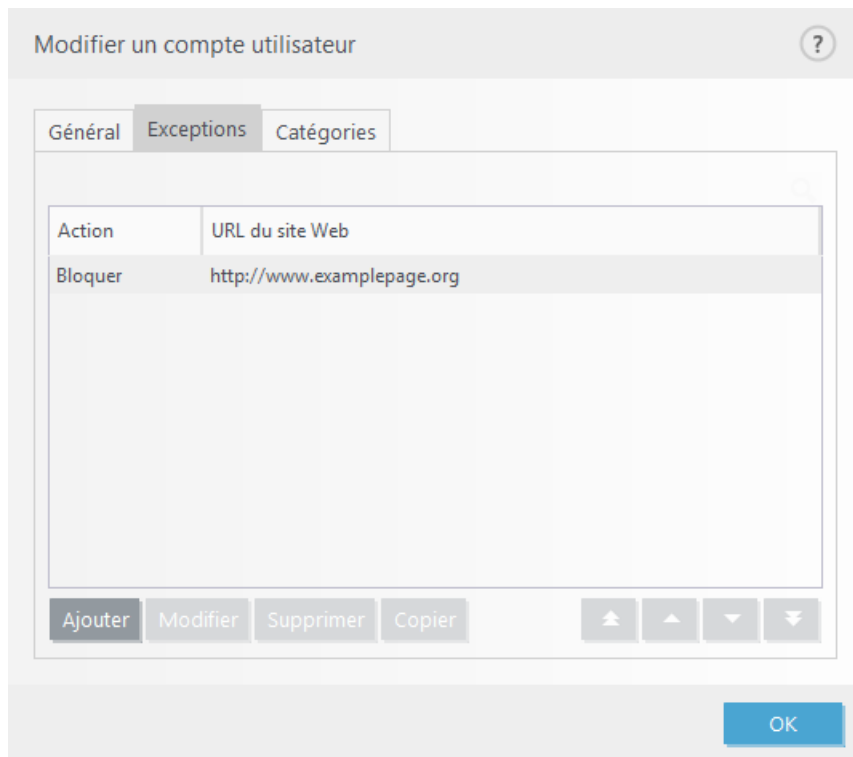 Modifier un compte utilisateur ?
Général Exceptions Catégories
Action URL du site Web
Bloquer http://www.examplepage.org
Ajouter Modifier Supprimer Copier
OK